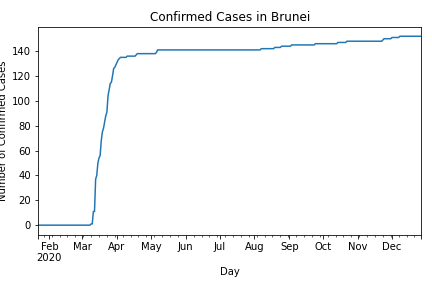 Confirmed Cases in Brunei
Number of Confirmed Cases
140
120
100
80
60
40
20
0
Feb Mar Apr May Jun Jul Aug Sep Oct Nov Dec
2020
Day